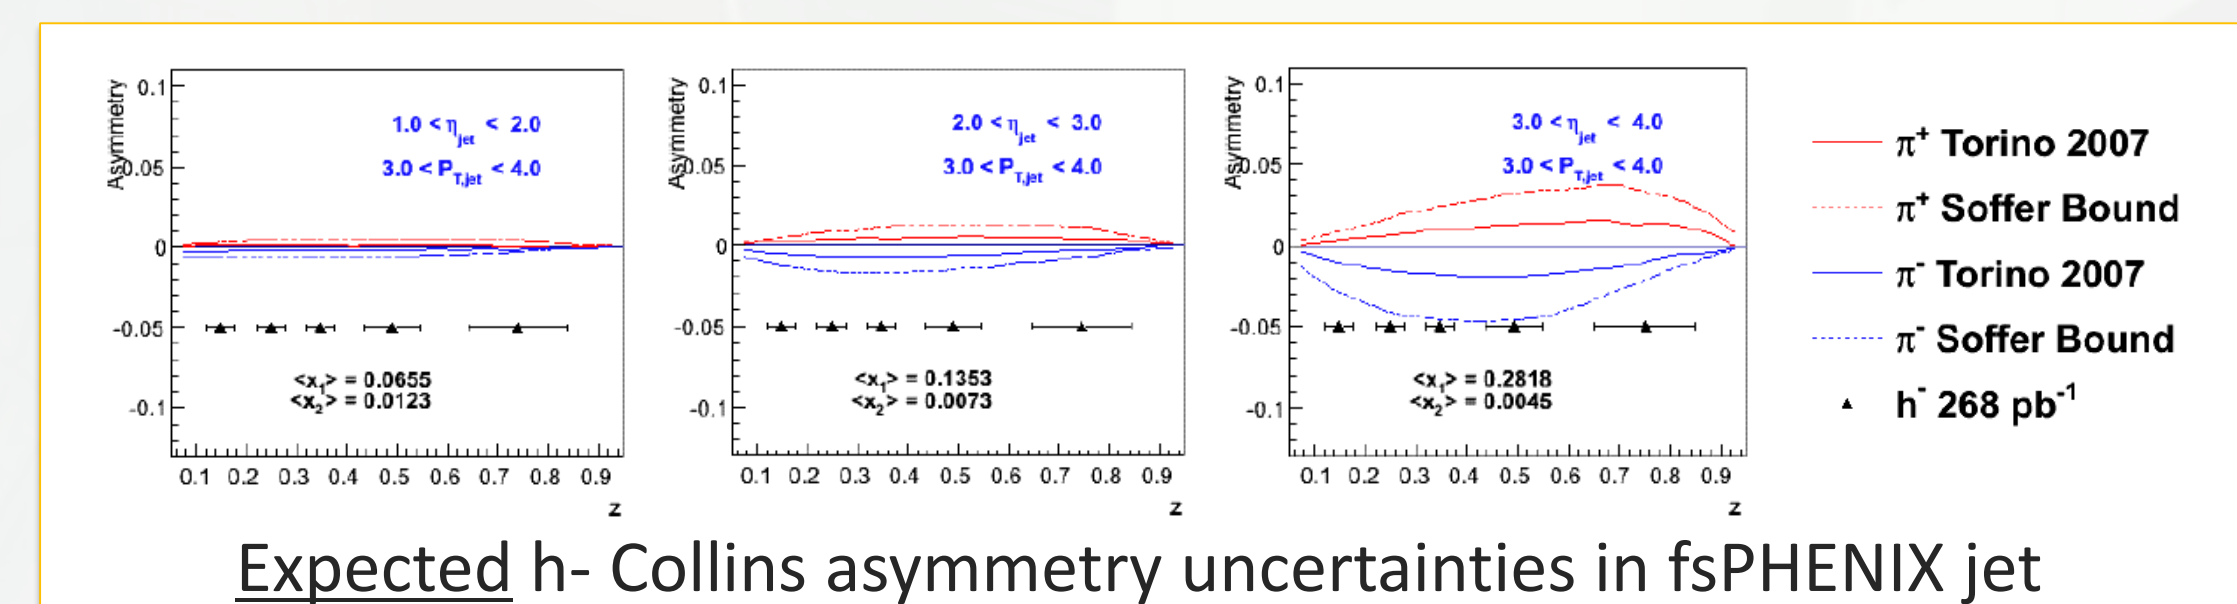 Asymmetry
0.1
0.05
0
-0.05
-0.1
1.0 < η_jet < 2.0
3.0 < P_T,jet < 4.0
<x_1> = 0.0655
<x_2> = 0.0123
0.1 0.2 0.3 0.4 0.5 0.6 0.7 0.8 0.9
z
Asymmetry
0.1
0.05
0
-0.05
-0.1
2.0 < η_jet < 3.0
3.0 < P_T,jet < 4.0
<x_1> = 0.1353
<x_2> = 0.0073
0.1 0.2 0.3 0.4 0.5 0.6 0.7 0.8 0.9
z
Asymmetry
0.1
0.05
0
-0.05
-0.1
3.0 < η_jet < 4.0
3.0 < P_T,jet < 4.0
<x_1> = 0.2818
<x_2> = 0.0045
0.1 0.2 0.3 0.4 0.5 0.6 0.7 0.8 0.9
z
π⁺ Torino 2007
π⁺ Soffer Bound
π⁻ Torino 2007
π⁻ Soffer Bound
h⁻ 268 pb⁻¹
Expected h- Collins asymmetry uncertainties in fsPHENIX jet